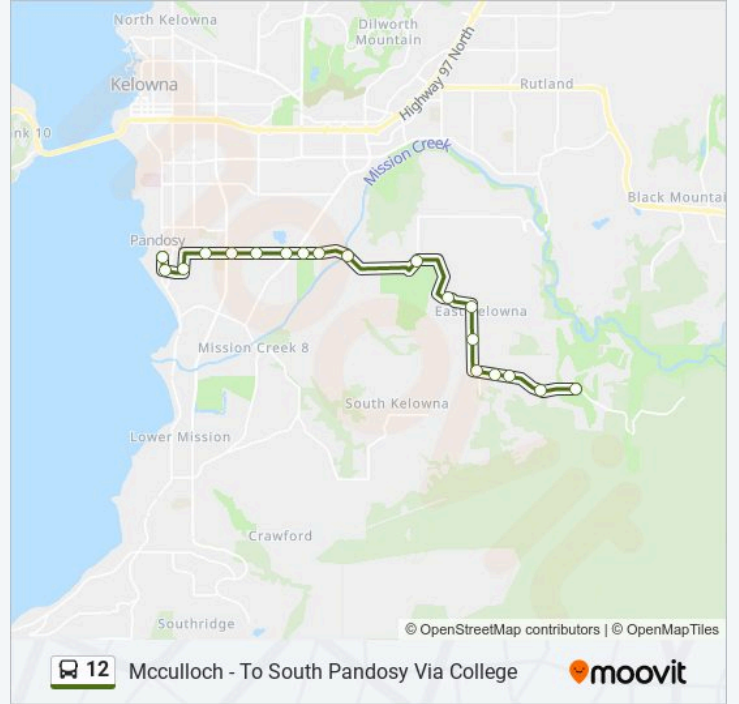 North Kelowna
Dilworth
Mountain
Kelowna
Highway 97 North
Rutland
nk 10
Mission Creek
Black Mountai
Pandosy
East Kelowna
Mission Creek 8
South Kelowna
Lower Mission
Crawford
Southridge
© OpenStreetMap contributors | © OpenMapTiles
12 Mcculloch - To South Pandosy Via College
moovit